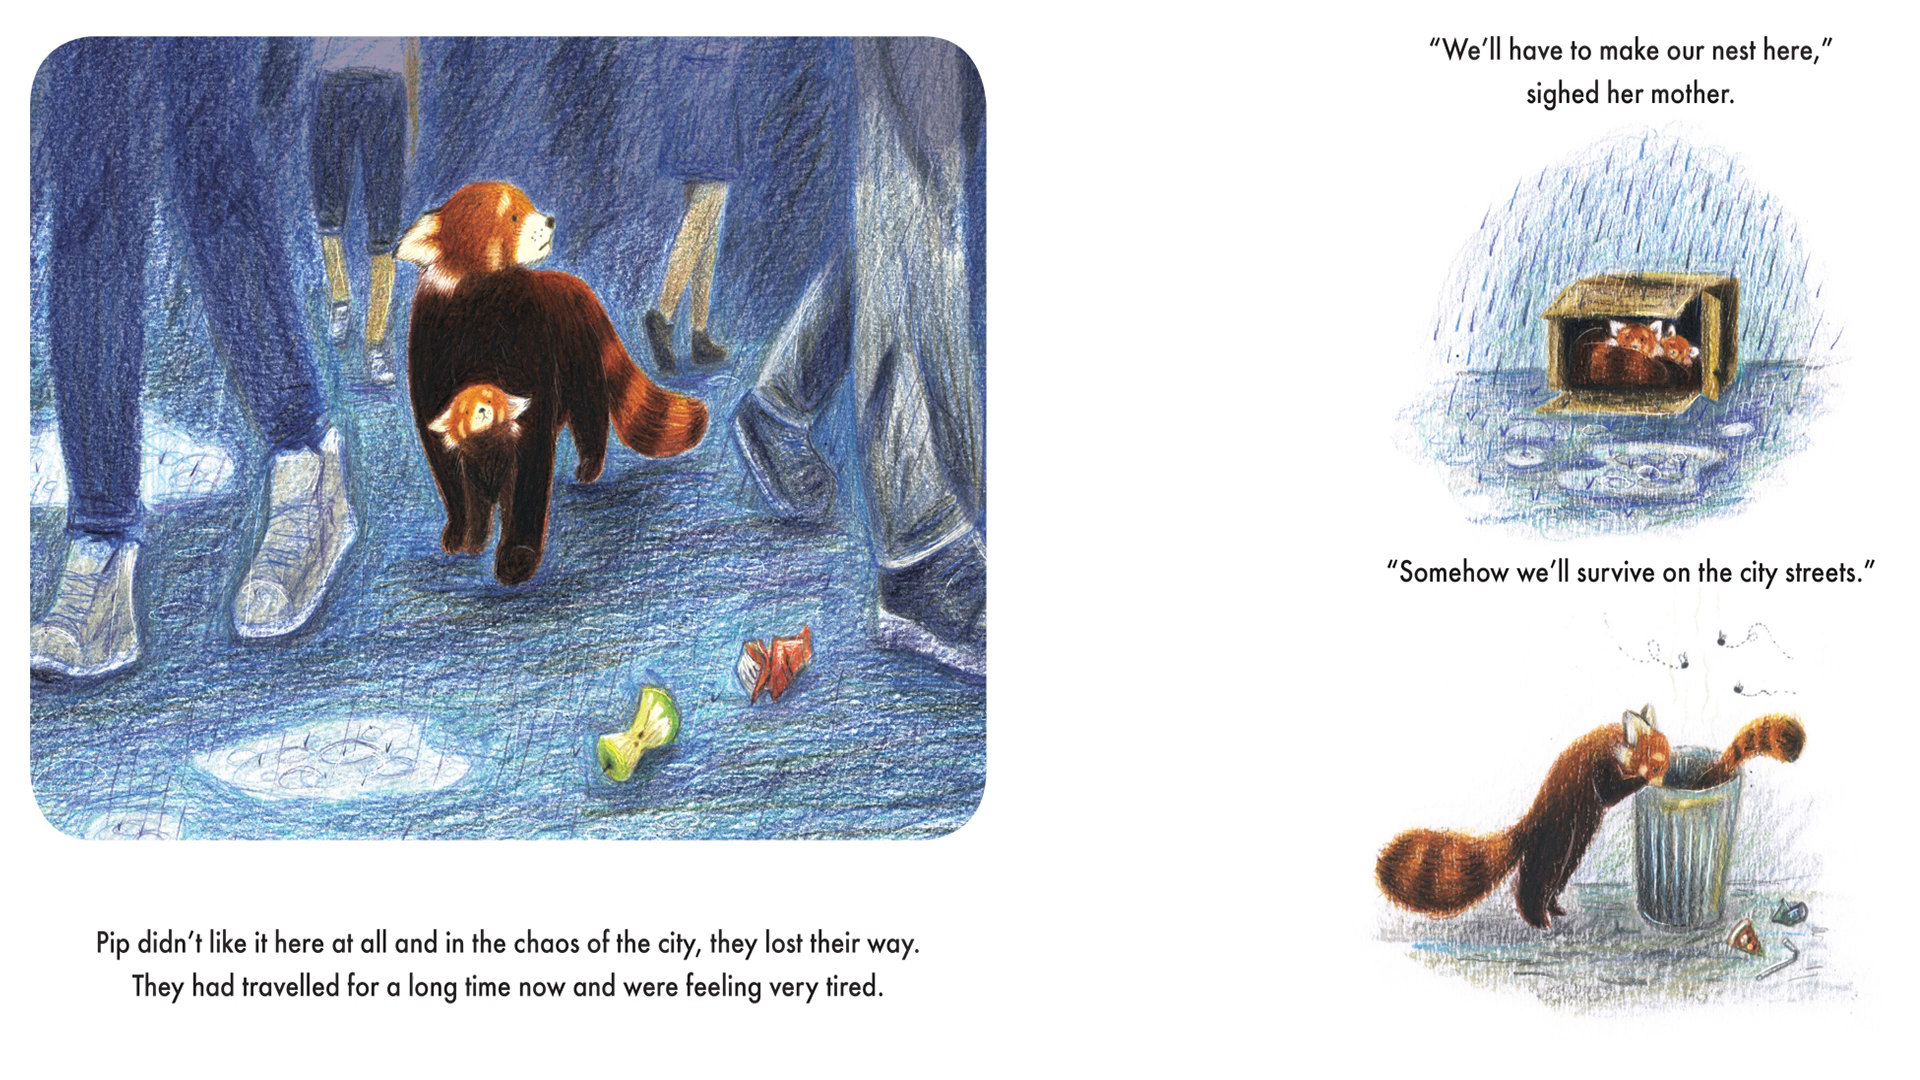 Pip didn’t like it here at all and in the chaos of the city, they lost their way.
They had travelled for a long time now and were feeling very tired.
“We’ll have to make our nest here,”
sighed her mother.
“Somehow we’ll survive on the city streets.”